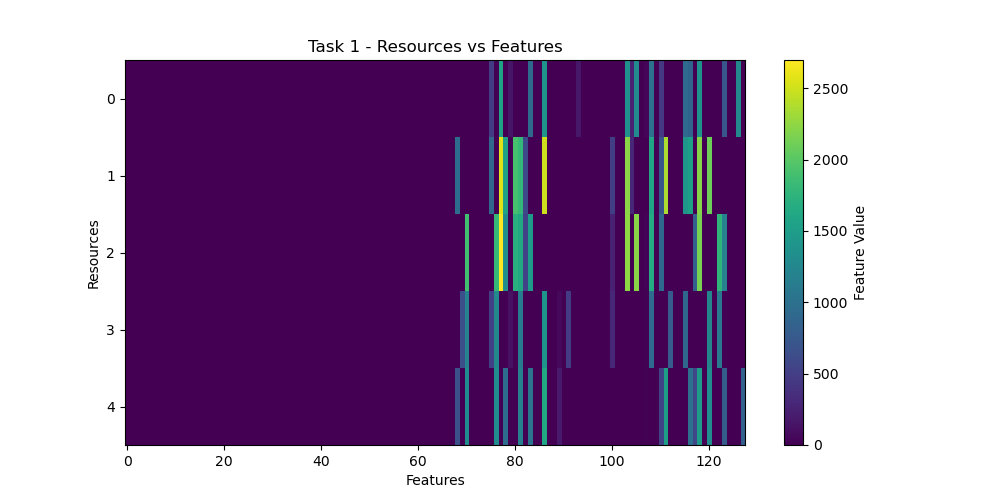 Task 1 - Resources vs Features
Resources
0
1
2
3
4
0 20 40 60 80 100 120
Features
2500
2000
1500
1000
500
0
Feature Value